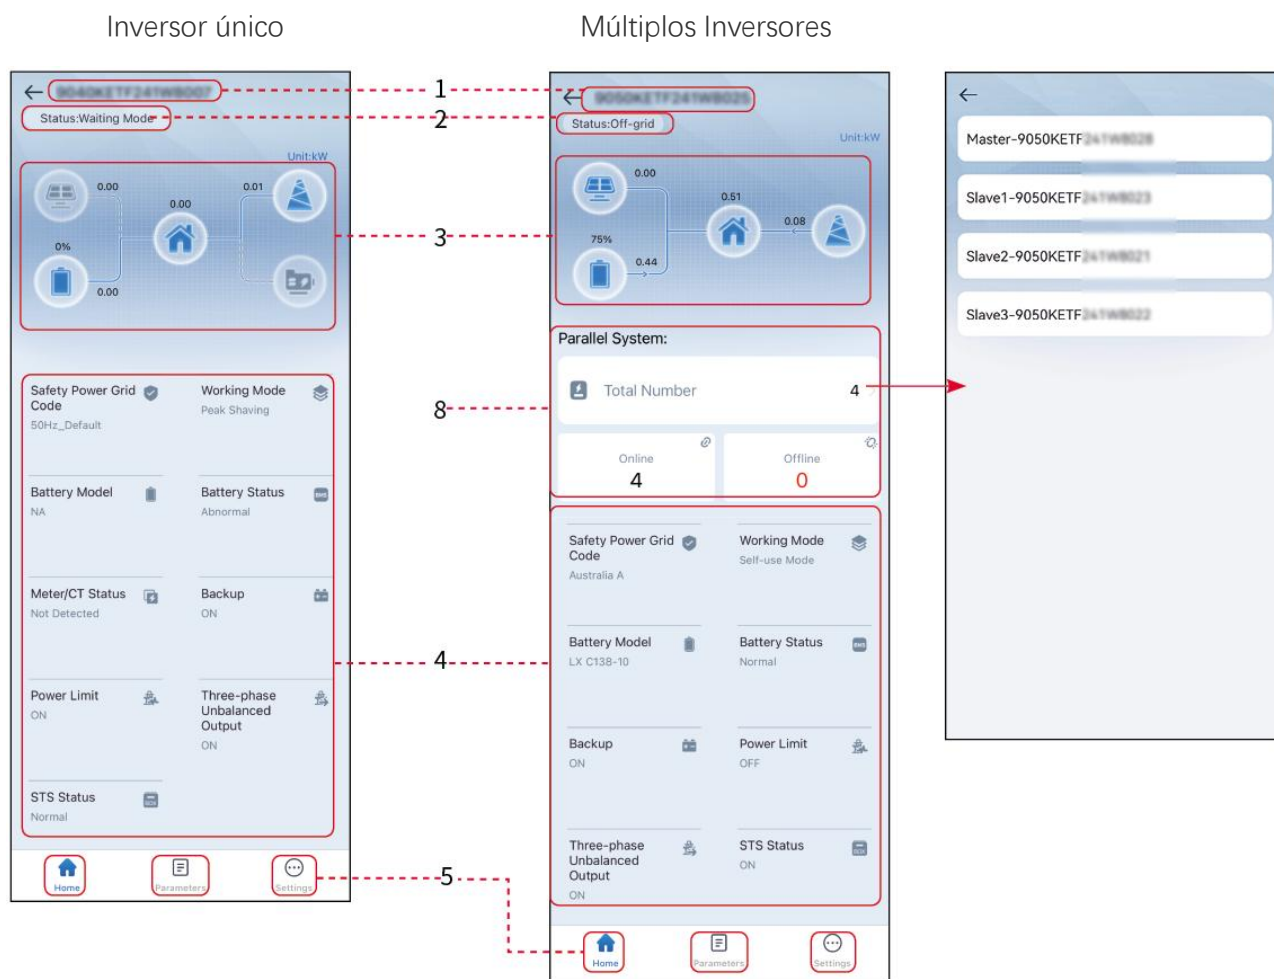 Inversor único
Múltiplos Inversores
Status:Waiting Mode
Unit:kW
0.00
0.01
0.00
0%
0.00
Safety Power Grid
Code
50Hz_Default
Working Mode
Peak Shaving
Battery Model
NA
Battery Status
Abnormal
Meter/CT Status
Not Detected
Backup
ON
Power Limit
ON
Three-phase
Unbalanced
Output
ON
STS Status
Normal
Home
Parameters
Settings
1
2
3
8
4
5
Status:Off-grid
Unit:kW
0.00
0.51
0.08
75%
0.44
Parallel System:
Total Number
4
Online
4
Offline
0
Safety Power Grid
Code
Australia A
Working Mode
Self-use Mode
Battery Model
LX C138-10
Battery Status
Normal
Backup
ON
Power Limit
OFF
Three-phase
Unbalanced
Output
ON
STS Status
ON
Home
Parameters
Settings
Master-9050KETF
Slave1-9050KETF
Slave2-9050KETF
Slave3-9050KETF